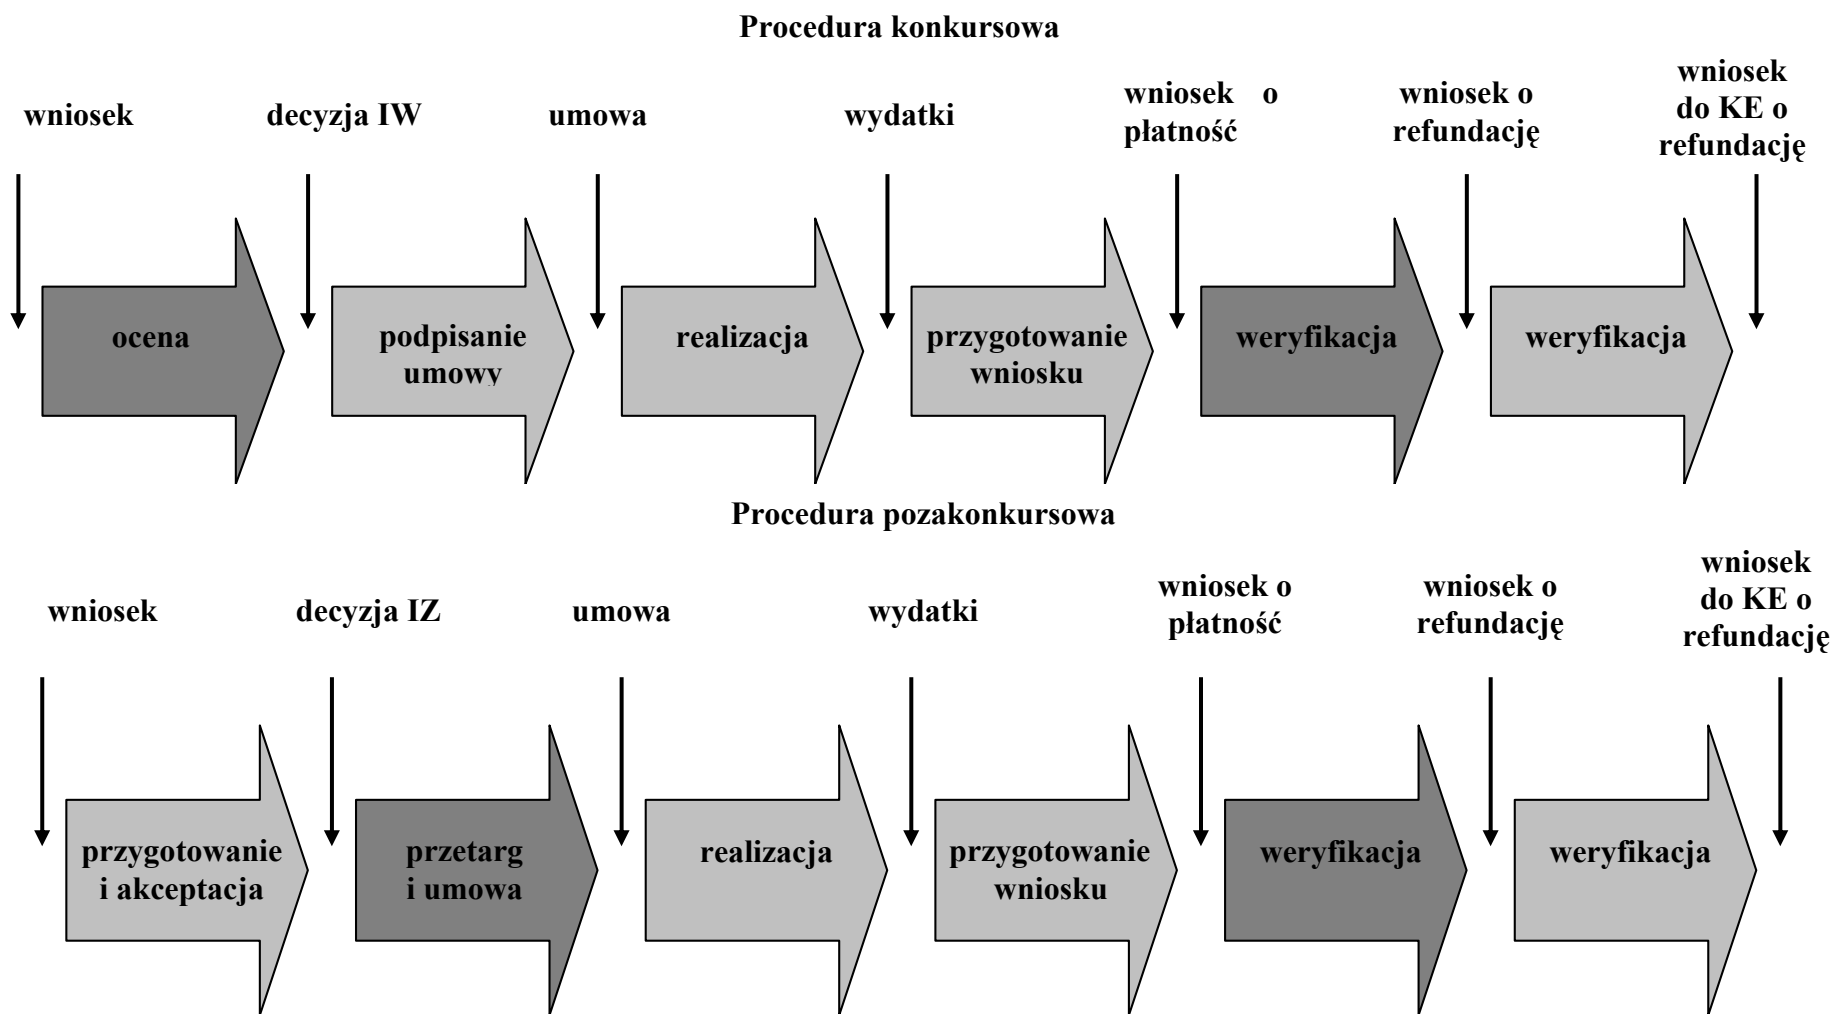 Procedura konkursowa
wniosek
decyzja IW
umowa
wydatki
wniosek o
płatność
wniosek o
refundację
wniosek
do KE o
refundację
ocena
podpisanie
umowy
realizacja
przygotowanie
wniosku
weryfikacja
weryfikacja
Procedura pozakonkursowa
wniosek
decyzja IZ
umowa
wydatki
wniosek o
płatność
wniosek o
refundację
wniosek
do KE o
refundację
przygotowanie
i akceptacja
przetarg
i umowa
realizacja
przygotowanie
wniosku
weryfikacja
weryfikacja